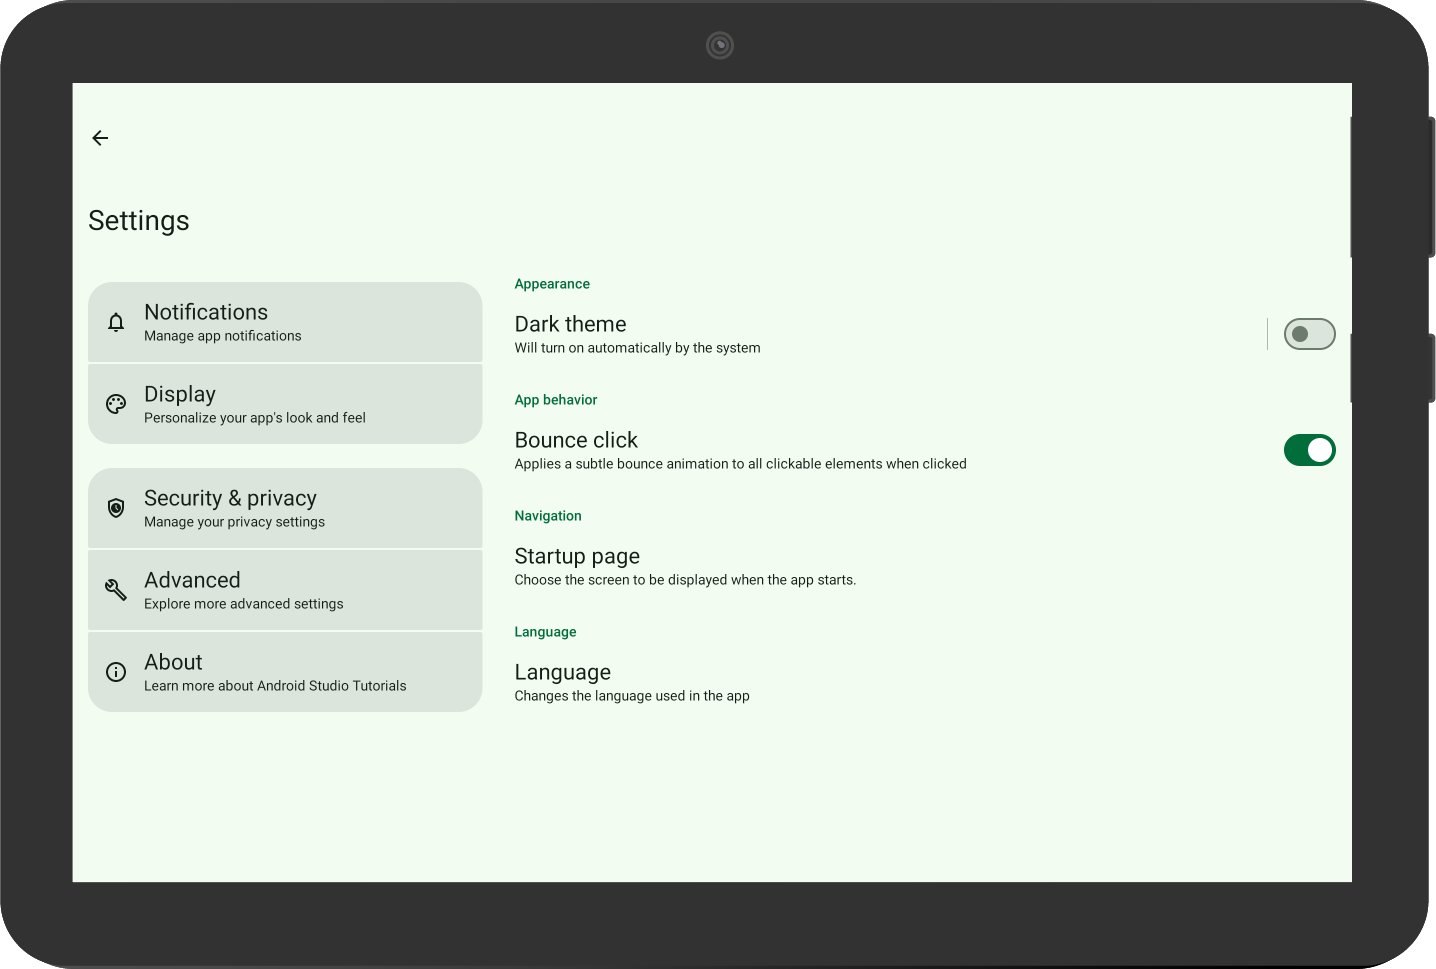 Settings
Notifications
Manage app notifications
Display
Personalize your app's look and feel
Security & privacy
Manage your privacy settings
Advanced
Explore more advanced settings
About
Learn more about Android Studio Tutorials
Appearance
Dark theme
Will turn on automatically by the system
App behavior
Bounce click
Applies a subtle bounce animation to all clickable elements when clicked
Navigation
Startup page
Choose the screen to be displayed when the app starts.
Language
Language
Changes the language used in the app